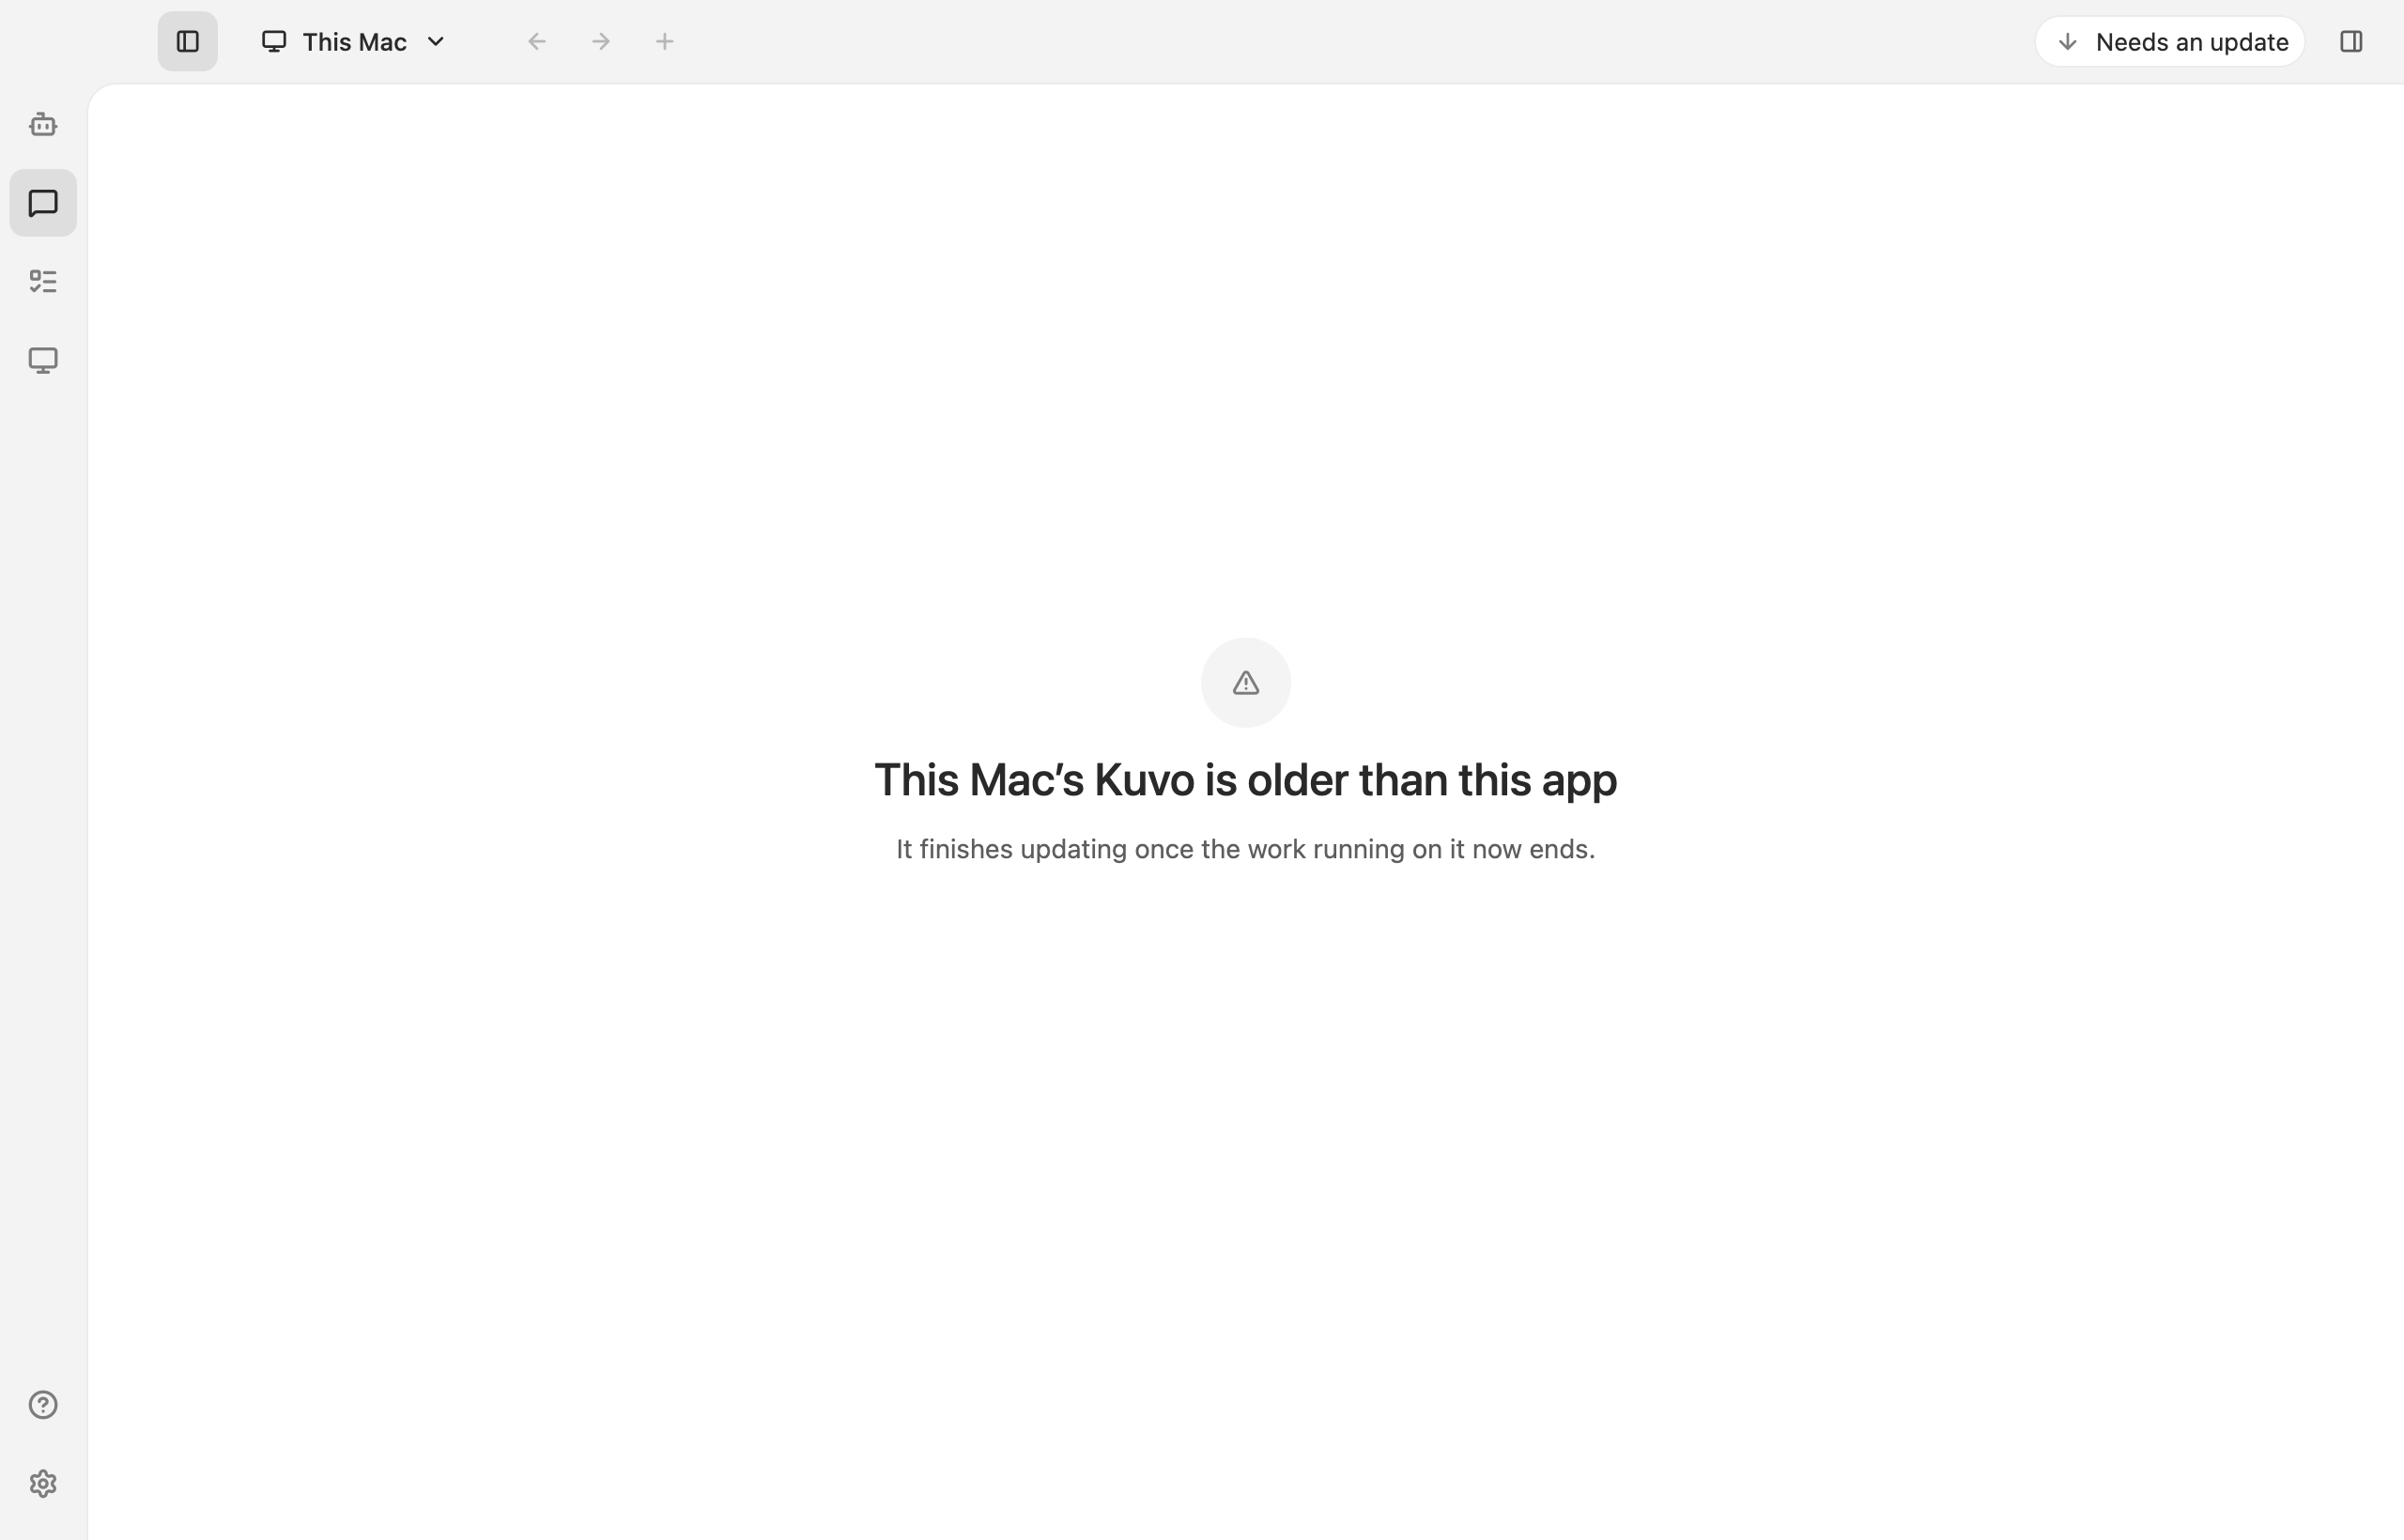 This Mac
Needs an update
This Mac’s Kuvo is older than this app
It finishes updating once the work running on it now ends.